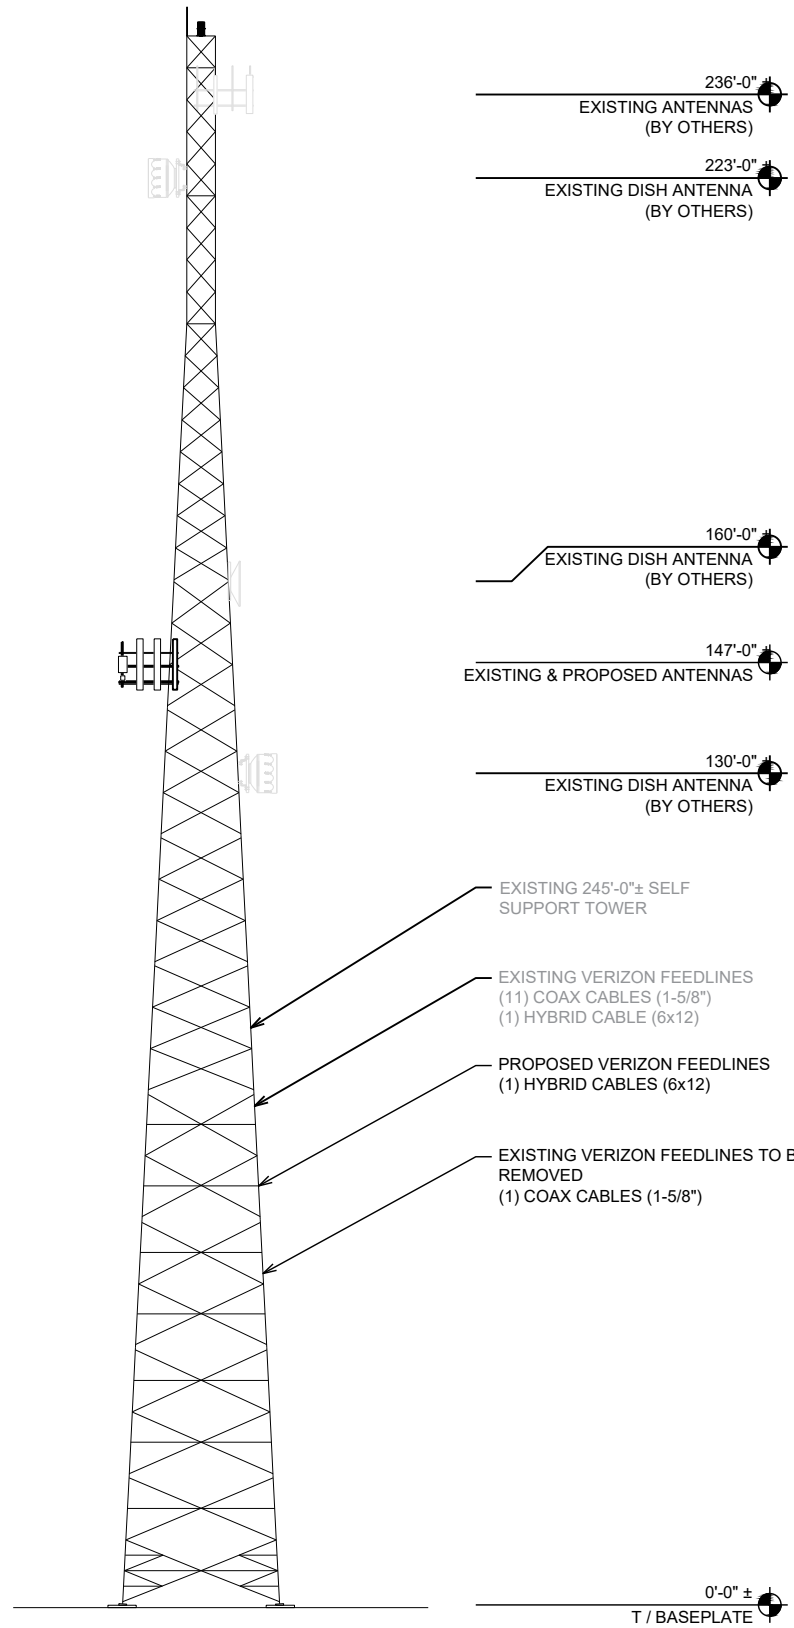 236'-0" ±
EXISTING ANTENNAS
(BY OTHERS)
223'-0" ±
EXISTING DISH ANTENNA
(BY OTHERS)
160'-0" ±
EXISTING DISH ANTENNA
(BY OTHERS)
147'-0" ±
EXISTING & PROPOSED ANTENNAS
130'-0" ±
EXISTING DISH ANTENNA
(BY OTHERS)
EXISTING 245'-0"± SELF
SUPPORT TOWER
EXISTING VERIZON FEEDLINES
(11) COAX CABLES (1-5/8")
(1) HYBRID CABLE (6x12)
PROPOSED VERIZON FEEDLINES
(1) HYBRID CABLES (6x12)
EXISTING VERIZON FEEDLINES TO B
REMOVED
(1) COAX CABLES (1-5/8")
0'-0" ±
T / BASEPLATE